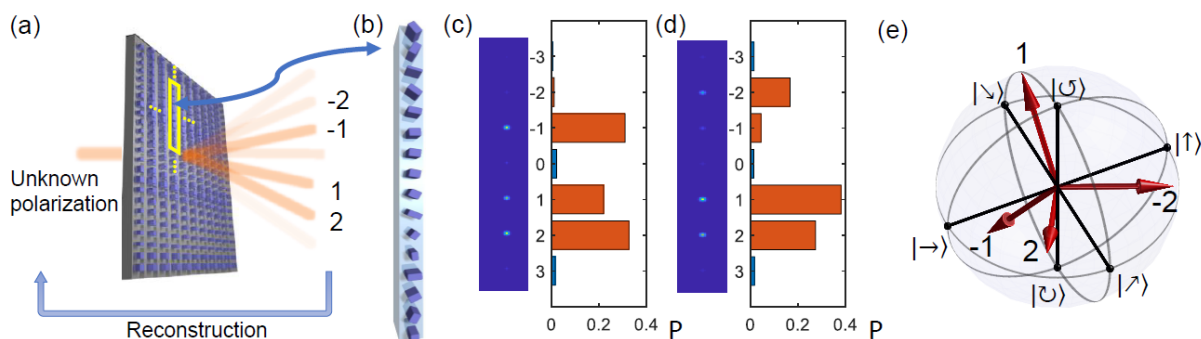 (a)
(b)
(c)
(d)
(e)
Unknown
polarization
-2
-1
1
2
Reconstruction
-3
-2
-1
0
1
2
3
0 0.2 0.4 P
-3
-2
-1
0
1
2
3
0 0.2 0.4 P
1
|↘⟩
|↺⟩
|↑⟩
-2
|→⟩
-1
2
|↻⟩
|↗⟩